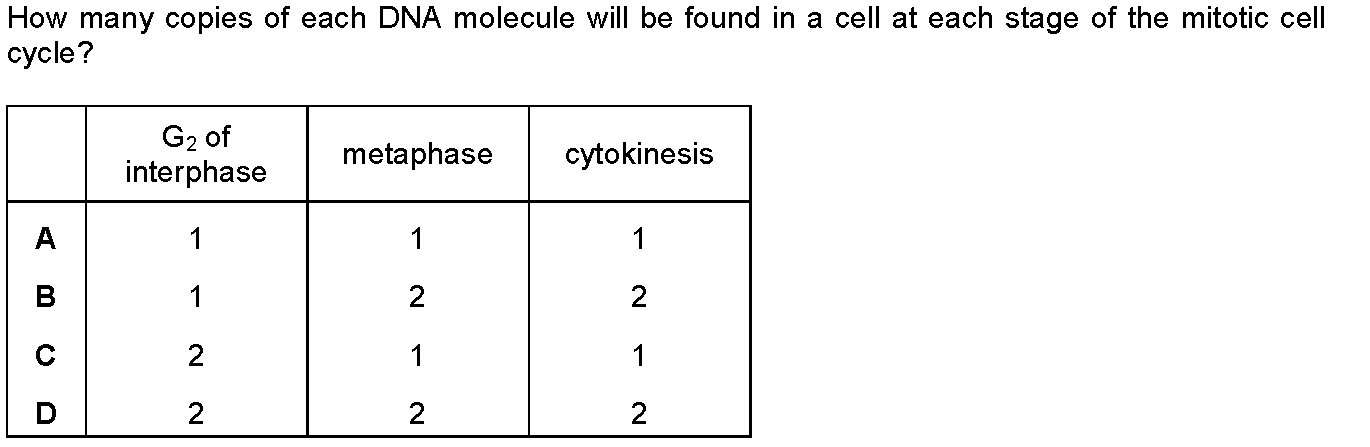 How many copies of each DNA molecule will be found in a cell at each stage of the mitotic cell
cycle?
G2 of
interphase
metaphase
cytokinesis
A 1 1 1
B 1 2 2
C 2 1 1
D 2 2 2